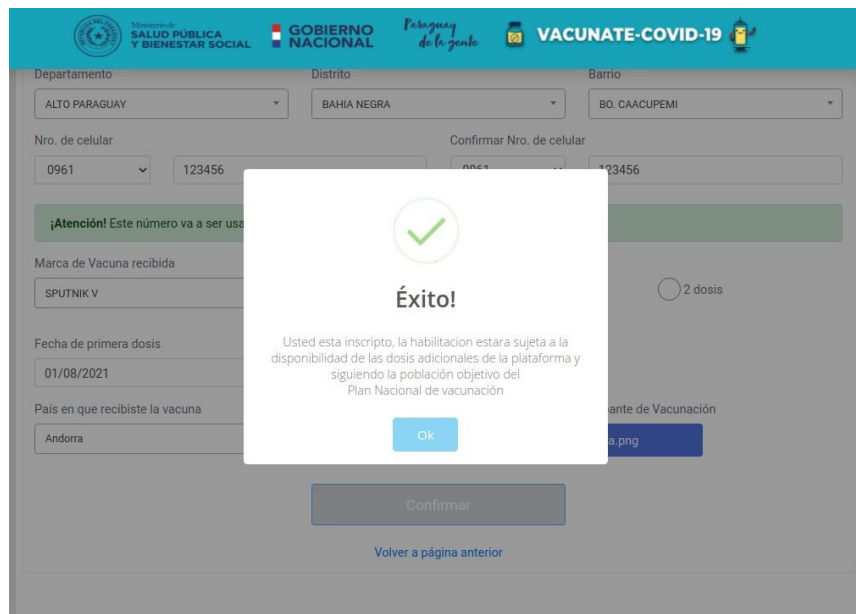 Ministerio de
SALUD PÚBLICA
Y BIENESTAR SOCIAL
GOBIERNO
NACIONAL
Paraguay
de la gente
VACUNATE-COVID-19
Departamento Distrito Barrio
ALTO PARAGUAY BAHIA NEGRA BO. CAACUPEMI
Nro. de celular Confirmar Nro. de celular
0961 123456 0961 123456
¡Atención! Este número va a ser usa
Marca de Vacuna recibida
SPUTNIK V 2 dosis
Éxito!
Usted esta inscripto, la habilitacion estara sujeta a la
disponibilidad de las dosis adicionales de la plataforma y
siguiendo la población objetivo del
Plan Nacional de vacunación
Ok
Fecha de primera dosis
01/08/2021
País en que recibiste la vacuna ante de Vacunación
Andorra a.png
Confirmar
Volver a página anterior